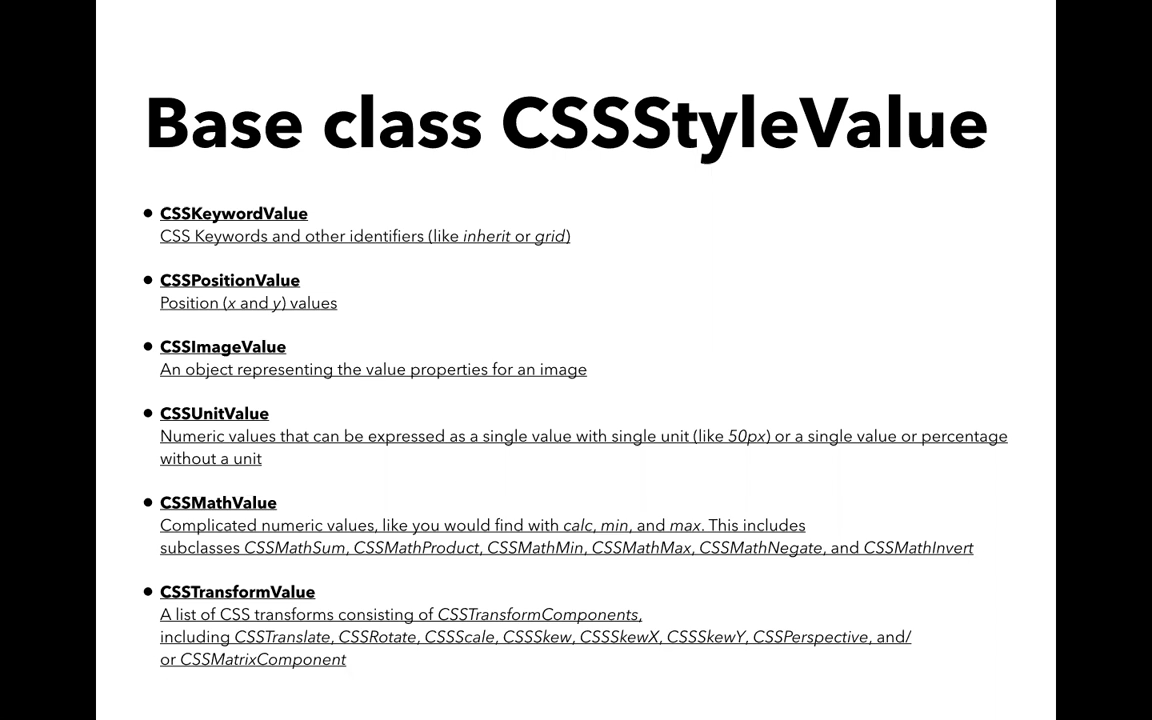 Base class CSSStyleValue
• CSSKeywordValue
CSS Keywords and other identifiers (like inherit or grid)
• CSSPositionValue
Position (x and y) values
• CSSImageValue
An object representing the value properties for an image
• CSSUnitValue
Numeric values that can be expressed as a single value with single unit (like 50px) or a single value or percentage
without a unit
• CSSMathValue
Complicated numeric values, like you would find with calc, min, and max. This includes
subclasses CSSMathSum, CSSMathProduct, CSSMathMin, CSSMathMax, CSSMathNegate, and CSSMathInvert
• CSSTransformValue
A list of CSS transforms consisting of CSSTransformComponents,
including CSSTranslate, CSSRotate, CSSScale, CSSSkew, CSSSkewX, CSSSkewY, CSSPerspective, and/
or CSSMatrixComponent